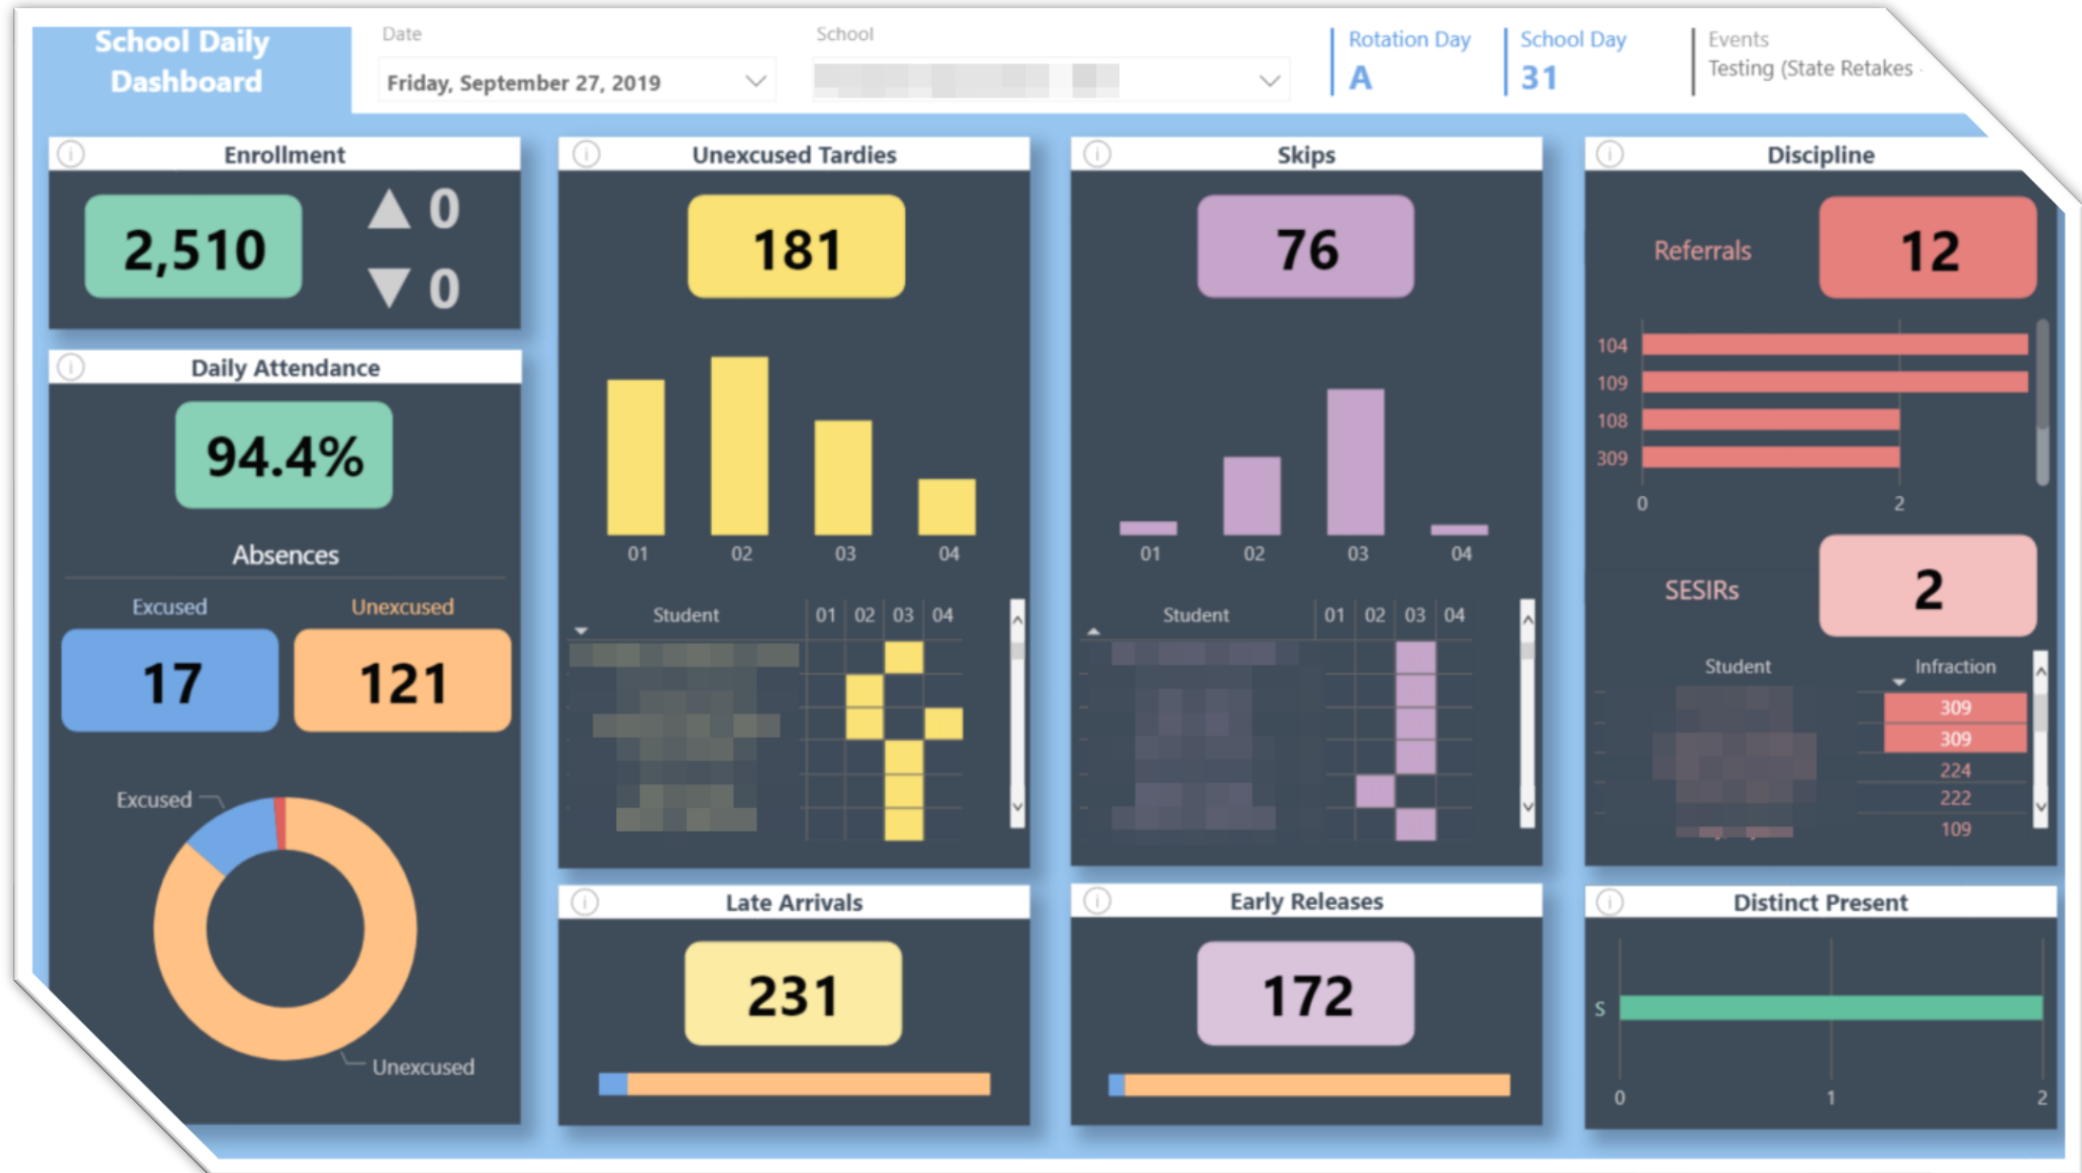 School Daily
Dashboard
Date
Friday, September 27, 2019
School
Rotation Day
A
School Day
31
Events
Testing (State Retakes -
Enrollment
2,510
0
0
Daily Attendance
94.4%
Absences
Excused
Unexcused
17
121
Excused
Unexcused
Unexcused Tardies
181
01 02 03 04
Student 01 02 03 04
Late Arrivals
231
Skips
76
01 02 03 04
Student 01 02 03 04
Early Releases
172
Discipline
Referrals
12
104
109
108
309
0 2
SESIRs
2
Student Infraction
309
309
224
222
109
Distinct Present
S
0 1 2